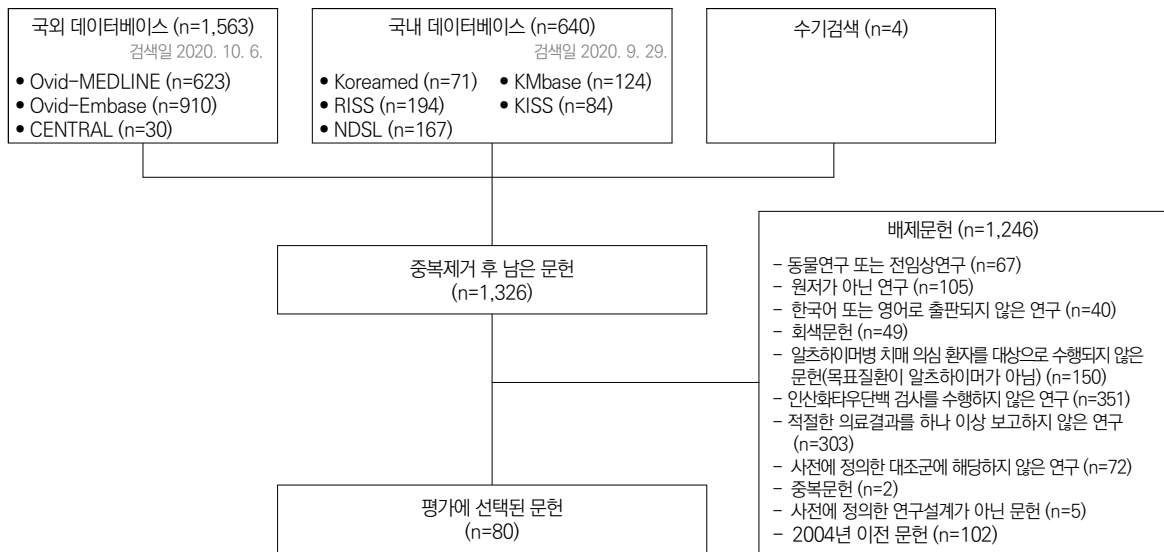 국외 데이터베이스 (n=1,563)
검색일 2020. 10. 6.
• Ovid-MEDLINE (n=623)
• Ovid-Embase (n=910)
• CENTRAL (n=30)
국내 데이터베이스 (n=640)
검색일 2020. 9. 29.
• Koreamed (n=71) • KMbase (n=124)
• RISS (n=194) • KISS (n=84)
• NDSL (n=167)
수기검색 (n=4)
중복제거 후 남은 문헌
(n=1,326)
배제문헌 (n=1,246)
- 동물연구 또는 전임상연구 (n=67)
- 원저가 아닌 연구 (n=105)
- 한국어 또는 영어로 출판되지 않은 연구 (n=40)
- 회색문헌 (n=49)
- 알츠하이머병 치매 의심 환자를 대상으로 수행되지 않은
문헌(목표질환이 알츠하이머가 아님) (n=150)
- 인산화타우단백 검사를 수행하지 않은 연구 (n=351)
- 적절한 의료결과를 하나 이상 보고하지 않은 연구
(n=303)
- 사전에 정의한 대조군에 해당하지 않은 연구 (n=72)
- 중복문헌 (n=2)
- 사전에 정의한 연구설계가 아닌 문헌 (n=5)
- 2004년 이전 문헌 (n=102)
평가에 선택된 문헌
(n=80)